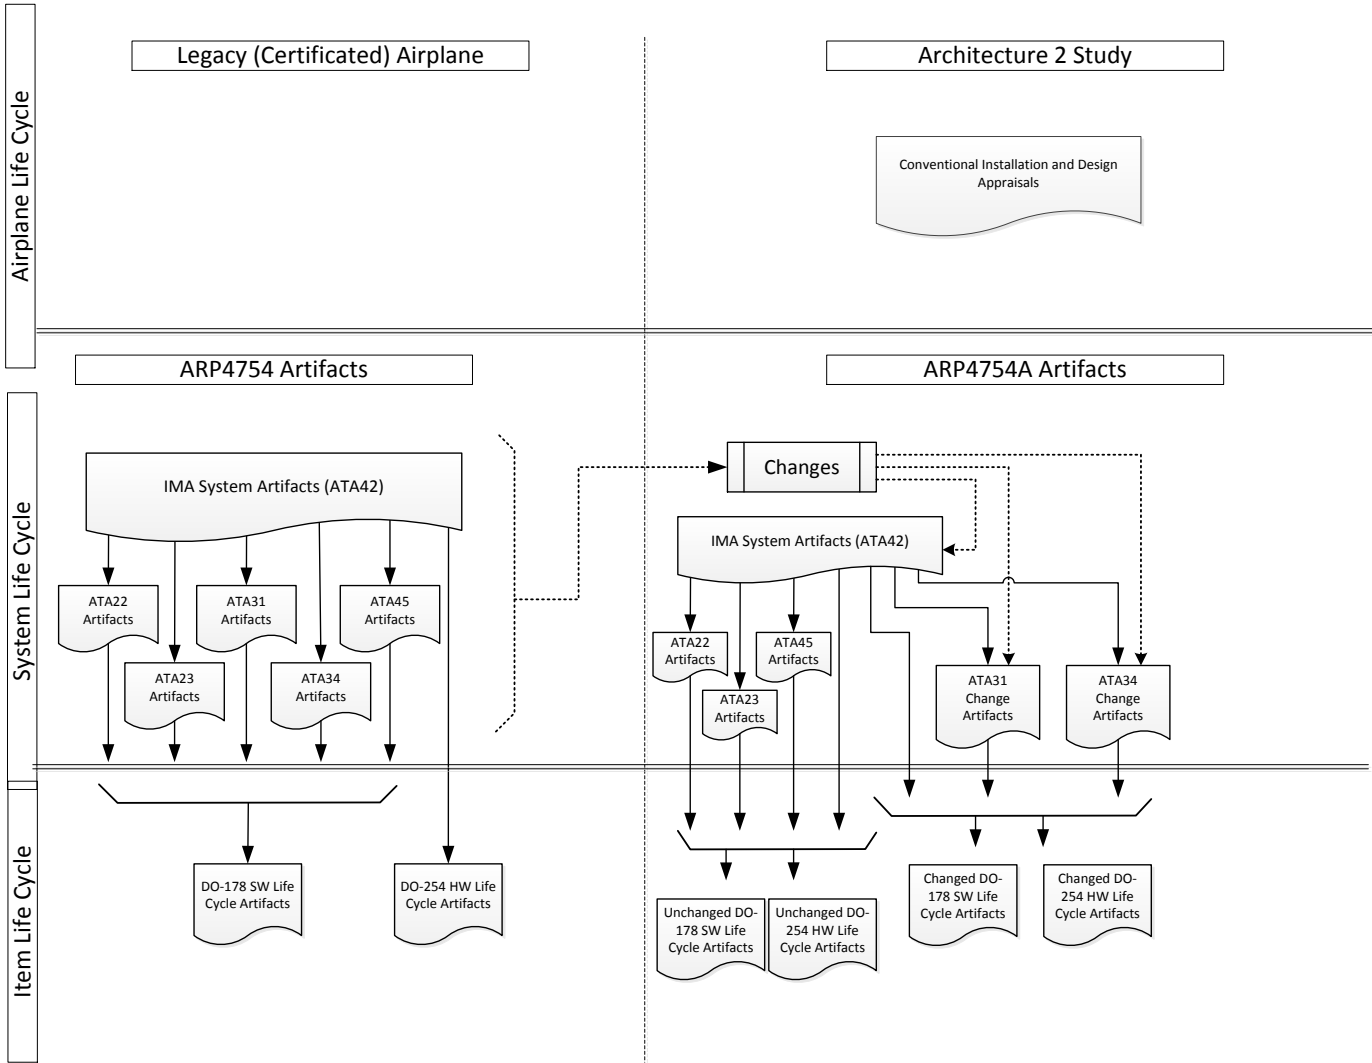 Airplane Life Cycle
Legacy (Certificated) Airplane
Architecture 2 Study
Conventional Installation and Design
Appraisals
System Life Cycle
ARP4754 Artifacts
IMA System Artifacts (ATA42)
ATA22
Artifacts
ATA31
Artifacts
ATA45
Artifacts
ATA23
Artifacts
ATA34
Artifacts
ARP4754A Artifacts
Changes
IMA System Artifacts (ATA42)
ATA22
Artifacts
ATA45
Artifacts
ATA23
Artifacts
ATA31
Change
Artifacts
ATA34
Change
Artifacts
Item Life Cycle
DO-178 SW Life
Cycle Artifacts
DO-254 HW Life
Cycle Artifacts
Unchanged DO-
178 SW Life
Cycle Artifacts
Unchanged DO-
254 HW Life
Cycle Artifacts
Changed DO-
178 SW Life
Cycle Artifacts
Changed DO-
254 HW Life
Cycle Artifacts